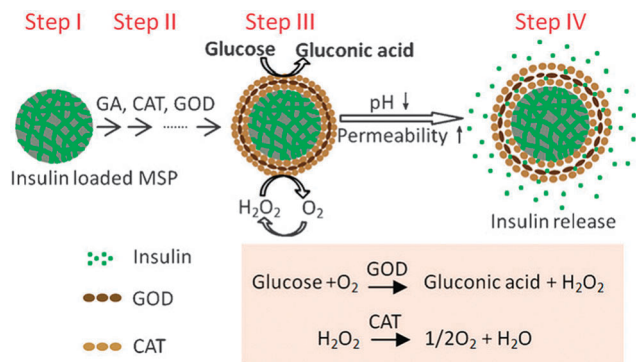 Step I Step II Step III Step IV
Glucose Gluconic acid
GA, CAT, GOD
pH ↓
Permeability ↑
Insulin loaded MSP
H₂O₂ O₂
Insulin release
Insulin
GOD
CAT
Glucose +O₂ GOD → Gluconic acid + H₂O₂
H₂O₂ CAT → 1/2O₂ + H₂O